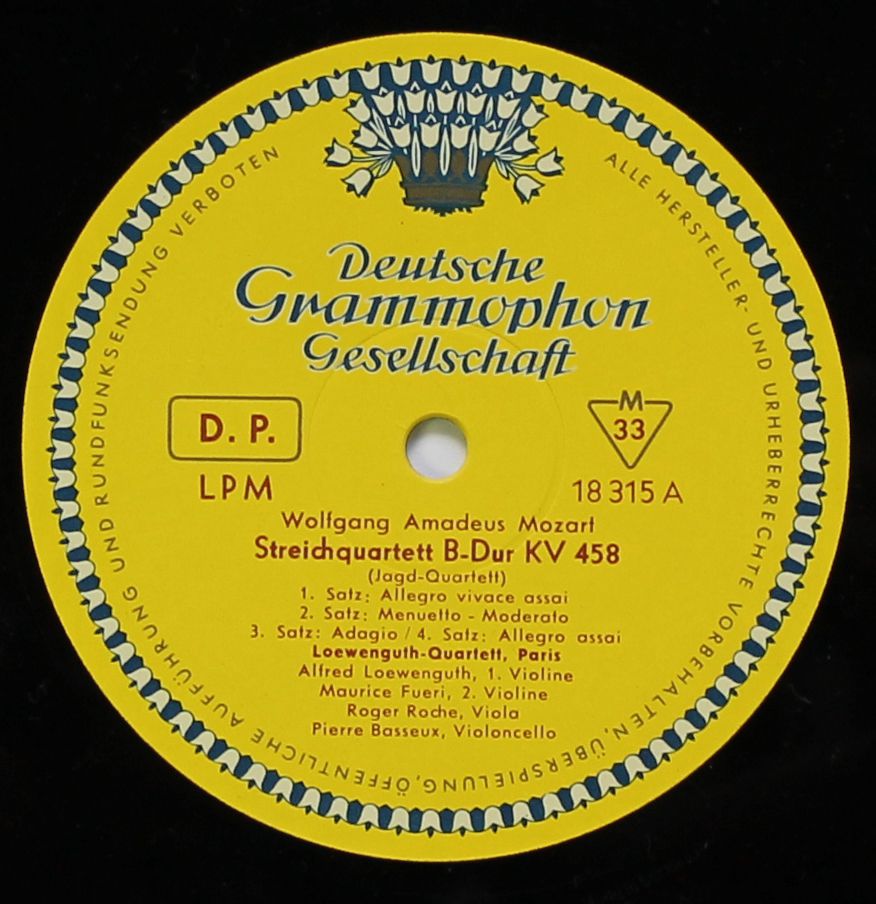 Deutsche
Grammophon
Gesellschaft
D. P.
M
33
LPM
18 315 A
Wolfgang Amadeus Mozart
Streichquartett B-Dur KV 458
(Jagd-Quartett)
1. Satz: Allegro vivace assai
2. Satz: Menuetto - Moderato
3. Satz: Adagio / 4. Satz: Allegro assai
Loewenguth-Quartett, Paris
Alfred Loewenguth, 1. Violine
Maurice Fueri, 2. Violine
Roger Roche, Viola
Pierre Basseux, Violoncello
ALLE HERSTELLER- UND URHEBERRECHTE VORBEHALTEN, ÜBERSPIELUNG, ÖFFENTLICHE AUFFÜHRUNG UND RUNDFUNKSENDUNG VERBOTEN